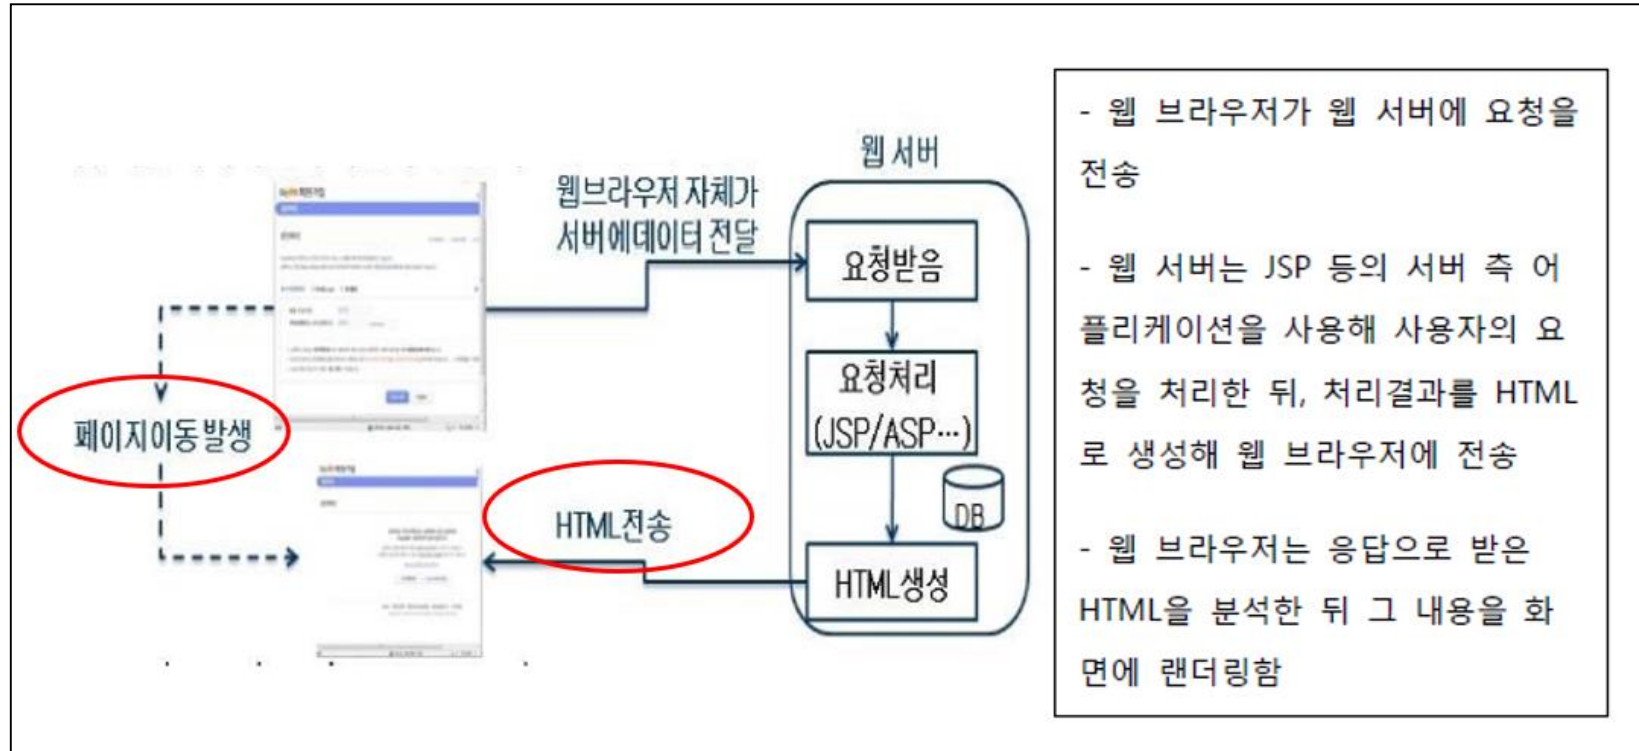 웹 서버
웹브라우저 자체가
서버에데이터 전달
요청받음
요청처리
(JSP/ASP…)
DB
HTML생성
HTML전송
페이지이동발생
- 웹 브라우저가 웹 서버에 요청을
전송
- 웹 서버는 JSP 등의 서버 측 어
플리케이션을 사용해 사용자의 요
청을 처리한 뒤, 처리결과를 HTML
로 생성해 웹 브라우저에 전송
- 웹 브라우저는 응답으로 받은
HTML을 분석한 뒤 그 내용을 화
면에 랜더링함